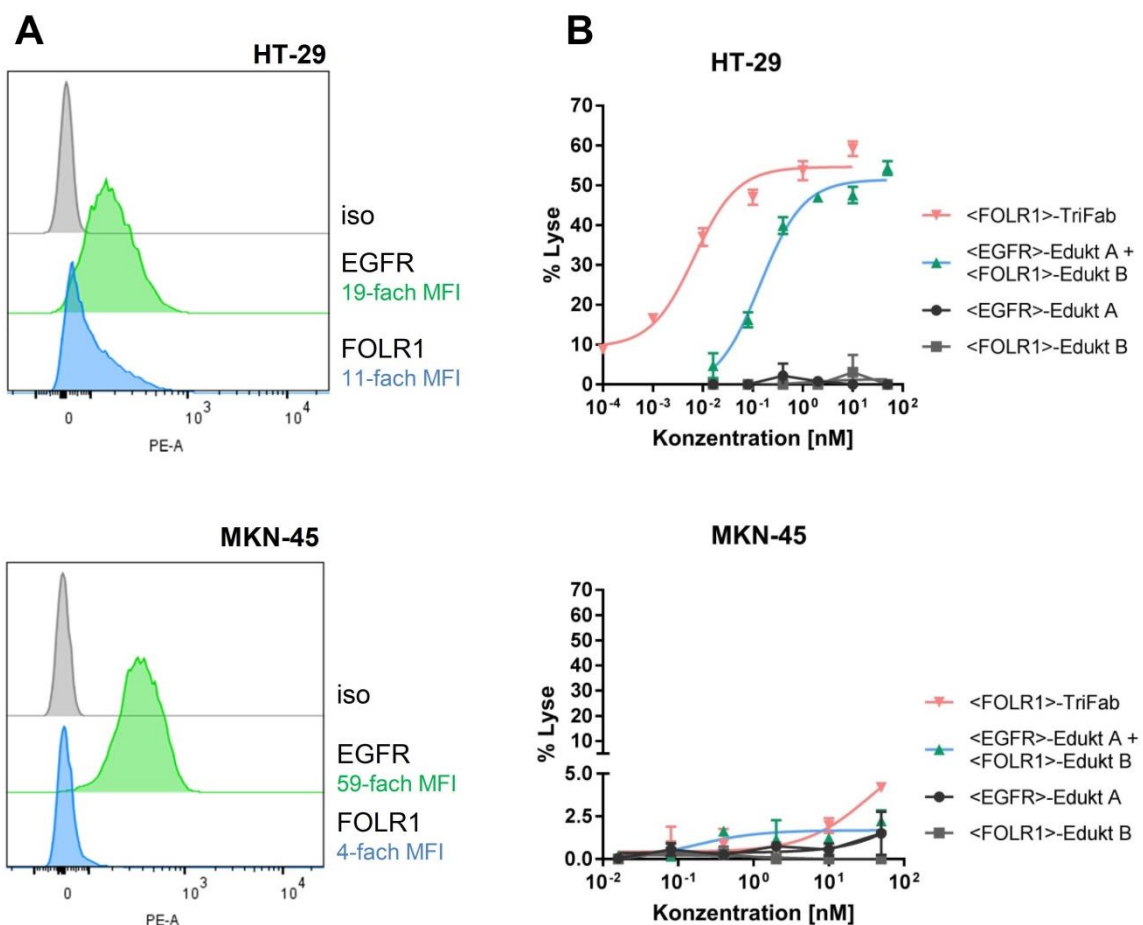 A
HT-29
iso
EGFR
19-fach MFI
FOLR1
11-fach MFI
0
10³
10⁴
PE-A
B
HT-29
% Lyse
70
60
50
40
30
20
10
0
10⁻⁴
10⁻³
10⁻²
10⁻¹
10⁰
10¹
10²
Konzentration [nM]
<FOLR1>-TriFab
<EGFR>-Edukt A +
<FOLR1>-Edukt B
<EGFR>-Edukt A
<FOLR1>-Edukt B
MKN-45
iso
EGFR
59-fach MFI
FOLR1
4-fach MFI
0
10³
10⁴
PE-A
MKN-45
% Lyse
70
60
50
40
30
20
10
5.0
2.5
0.0
10⁻²
10⁻¹
10⁰
10¹
10²
Konzentration [nM]
<FOLR1>-TriFab
<EGFR>-Edukt A +
<FOLR1>-Edukt B
<EGFR>-Edukt A
<FOLR1>-Edukt B